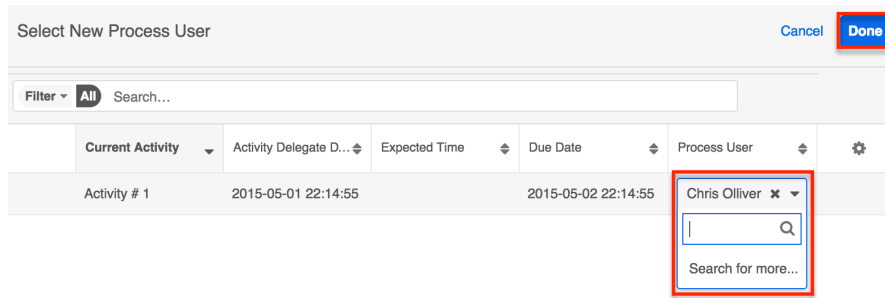 Select New Process User Cancel Done
Filter All Search...
Current Activity Activity Delegate D... Expected Time Due Date Process User
Activity # 1 2015-05-01 22:14:55 2015-05-02 22:14:55 Chris Olliver
Search for more...